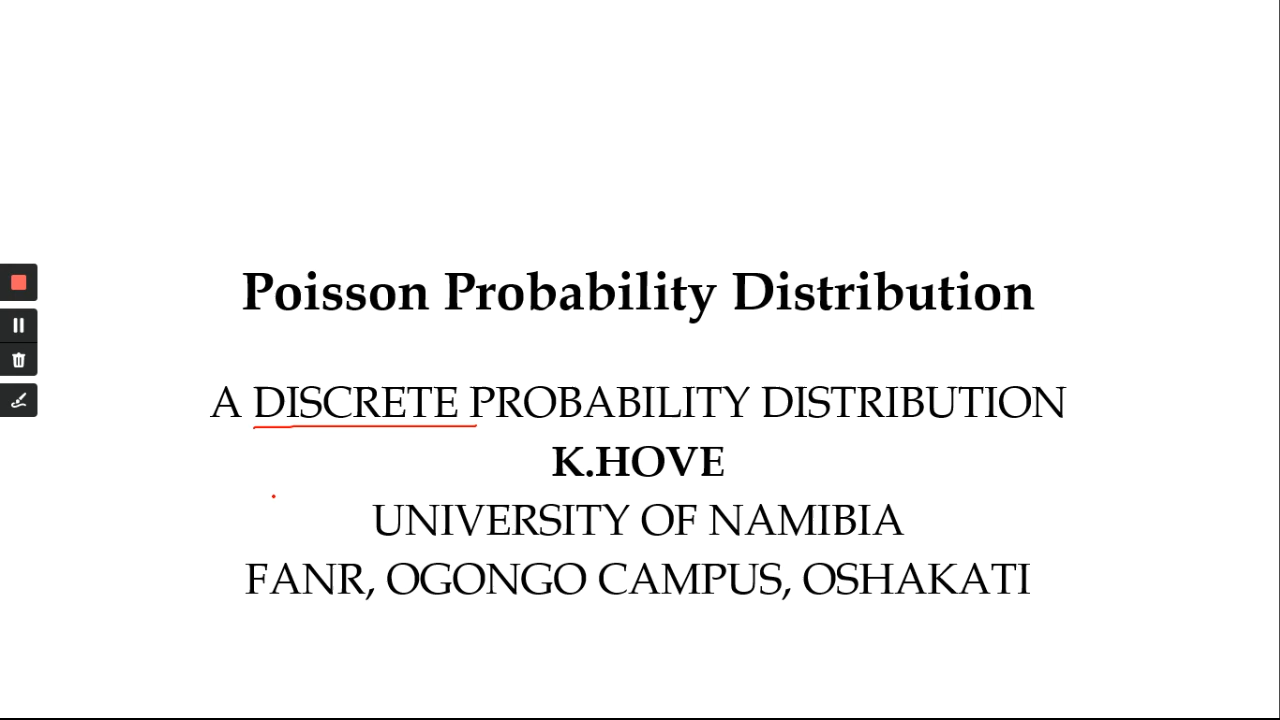 Poisson Probability Distribution
A DISCRETE PROBABILITY DISTRIBUTION
K.HOVE
UNIVERSITY OF NAMIBIA
FANR, OGONGO CAMPUS, OSHAKATI